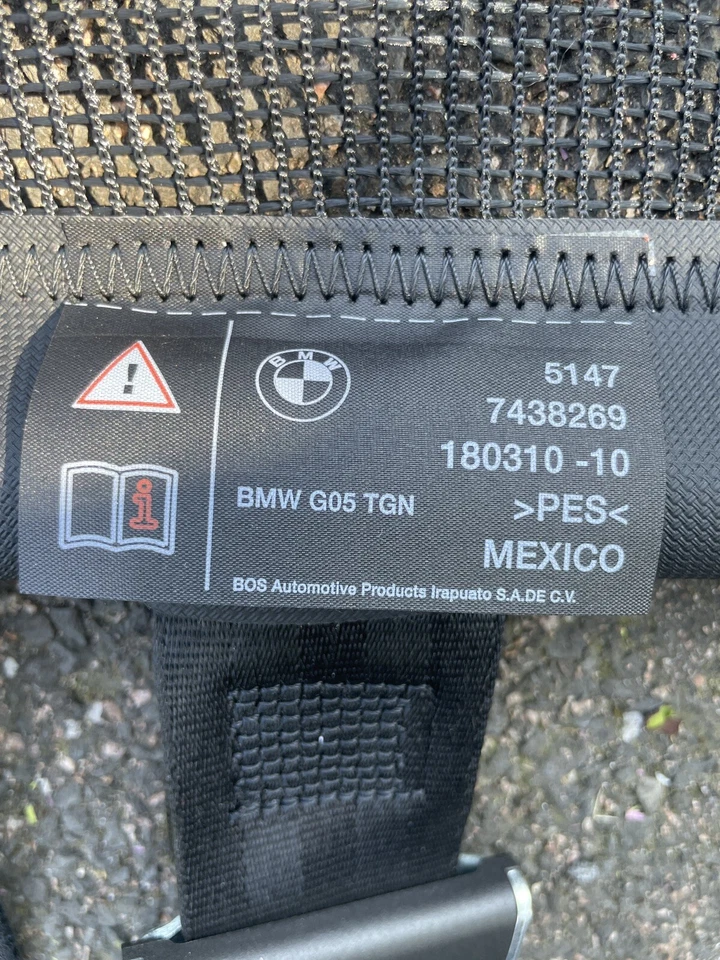 !
BMW
5147
7438269
180310 -10
BMW G05 TGN
>PES<
MEXICO
BOS Automotive Products Irapuato S.A.DE C.V.